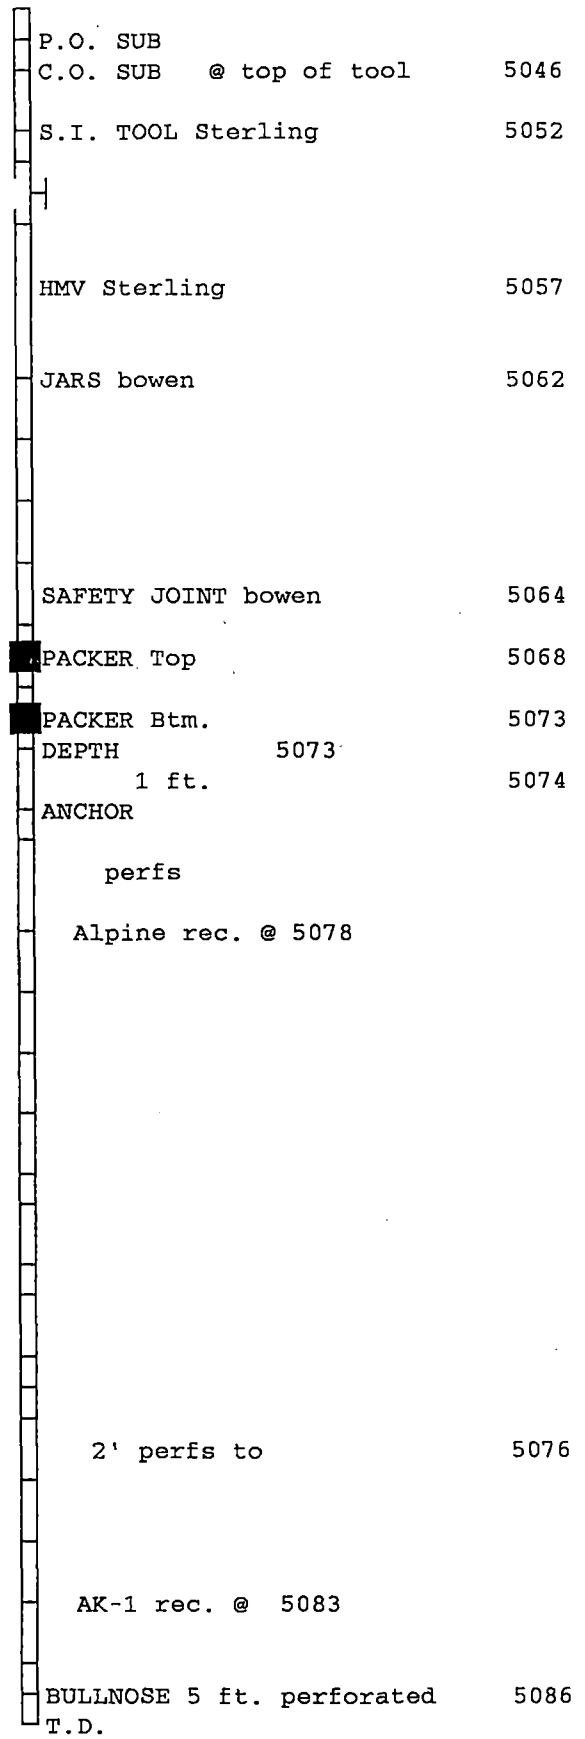 P.O. SUB
C.O. SUB @ top of tool 5046
S.I. TOOL Sterling 5052
HMV Sterling 5057
JARS bowen 5062
SAFETY JOINT bowen 5064
PACKER Top 5068
PACKER Btm. 5073
DEPTH 5073
1 ft. 5074
ANCHOR
perfs
Alpine rec. @ 5078
2' perfs to 5076
AK-1 rec. @ 5083
BULLNOSE 5 ft. perforated 5086
T.D.